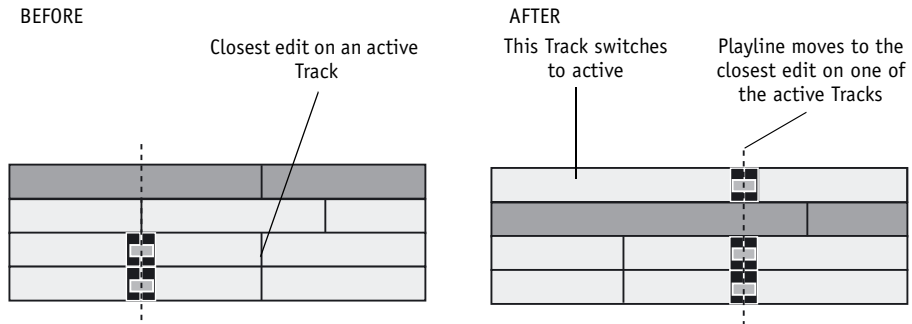 BEFORE
Closest edit on an active
Track
AFTER
This Track switches
to active
Playline moves to the
closest edit on one of
the active Tracks